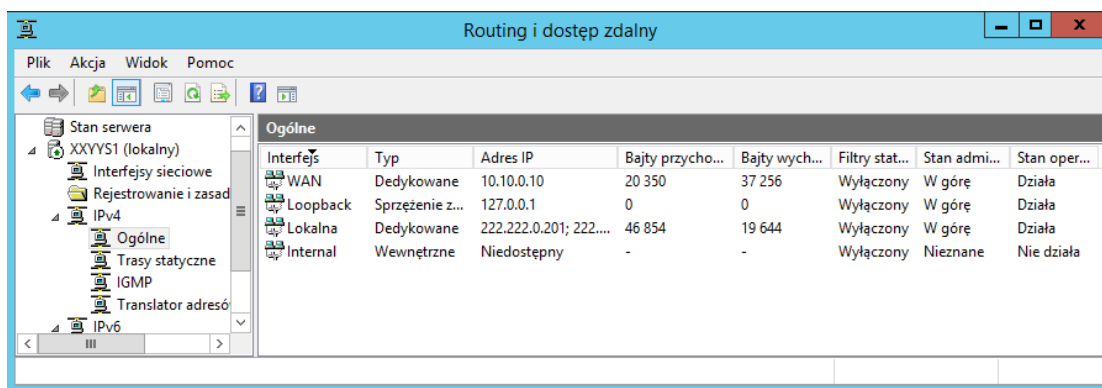 Routing i dostęp zdalny
Plik Akcja Widok Pomoc
Stan serwera
XXYYS1 (lokalny)
Interfejsy sieciowe
Rejestrowanie i zasad
IPv4
Ogólne
Trasy statyczne
IGMP
Translator adresó
IPv6
Ogólne
Interfejs Typ Adres IP Bajty przycho... Bajty wych... Filtry stat... Stan admi... Stan oper...
WAN Dedykowane 10.10.0.10 20 350 37 256 Wyłączony W górę Działa
Loopback Sprzężenie z... 127.0.0.1 0 0 Wyłączony W górę Działa
Lokalna Dedykowane 222.222.0.201; 222.... 46 854 19 644 Wyłączony W górę Działa
Internal Wewnętrzne Niedostępny - - Wyłączony Nieznane Nie działa